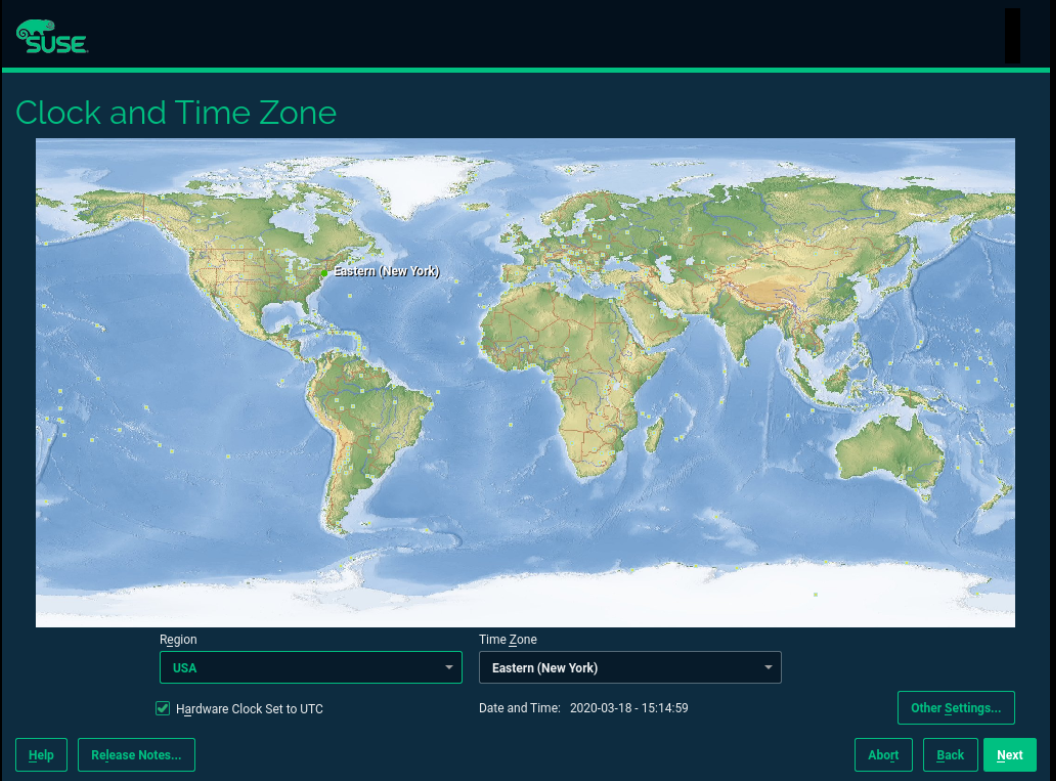 SUSE
Clock and Time Zone
Eastern (New York)
Region
Time Zone
USA
Eastern (New York)
Hardware Clock Set to UTC
Date and Time: 2020-03-18 - 15:14:59
Other Settings...
Help
Release Notes...
Abort
Back
Next